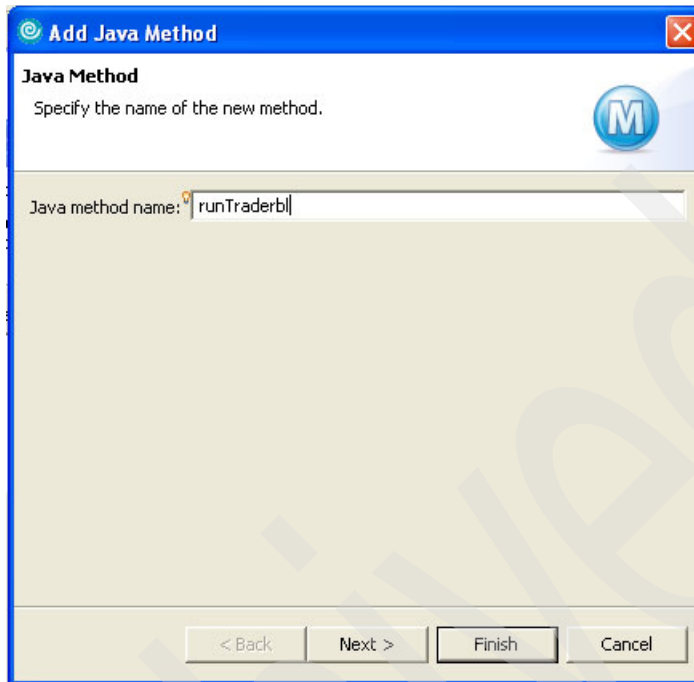 Add Java Method
Java Method
Specify the name of the new method.
M
Java method name: runTraderbl
< Back Next > Finish Cancel